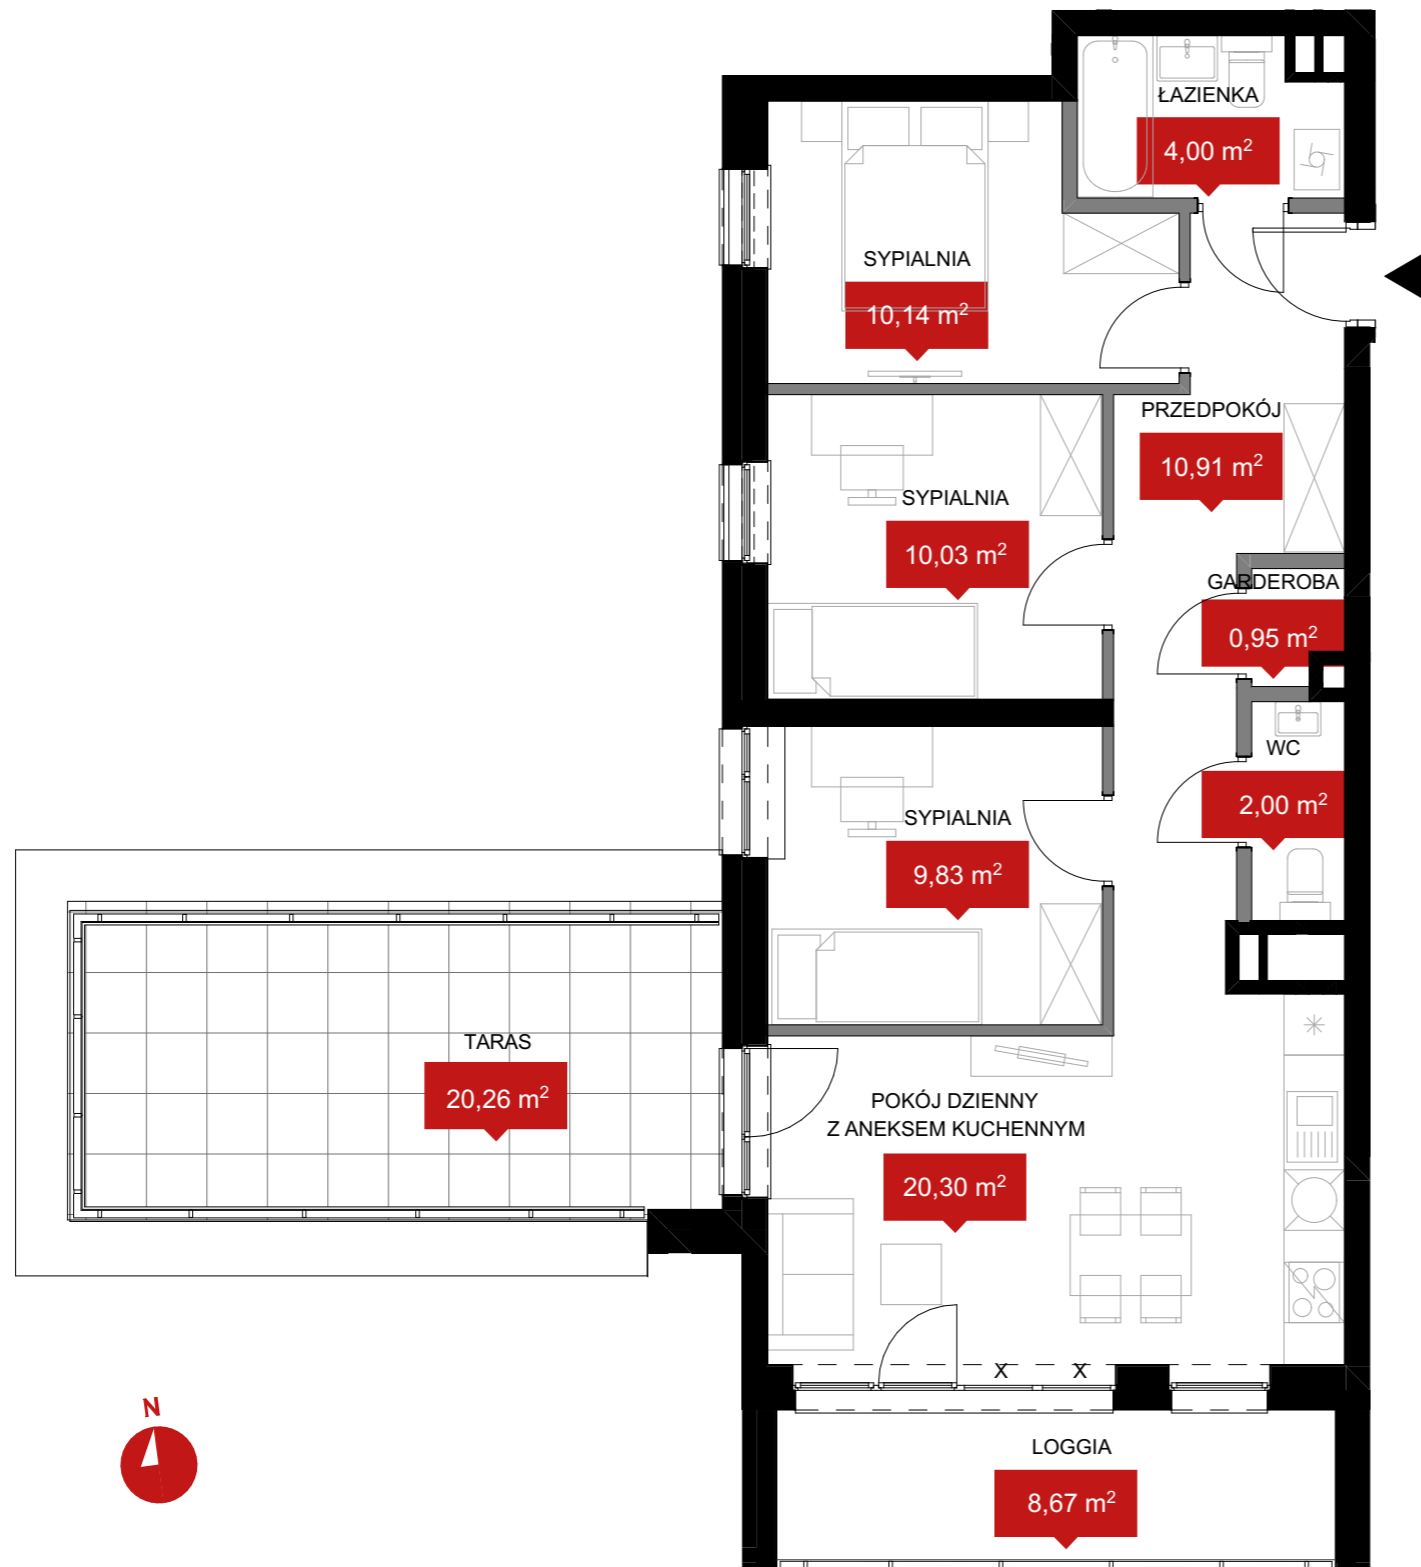 ŁAZIENKA
4,00 m²
SYPIALNIA
10,14 m²
PRZEDPOKÓJ
10,91 m²
SYPIALNIA
10,03 m²
GARDEROBA
0,95 m²
WC
2,00 m²
SYPIALNIA
9,83 m²
TARAS
20,26 m²
POKÓJ DZIENNY
Z ANEKSEM KUCHENNYM
20,30 m²
X X
N
LOGGIA
8,67 m²